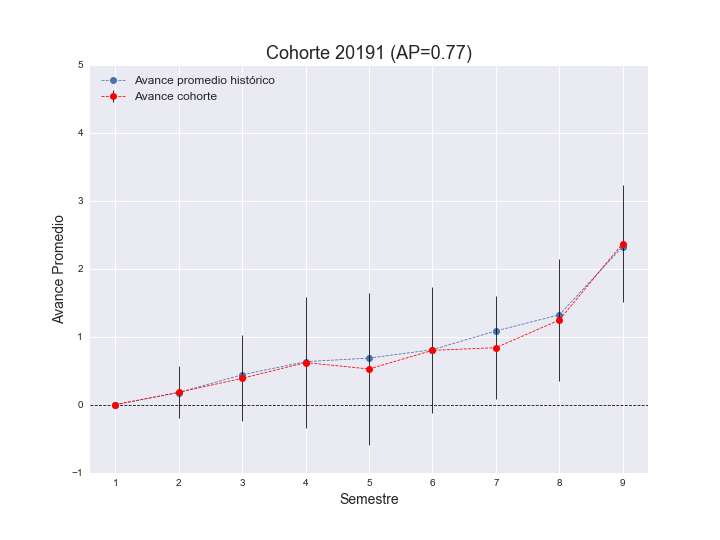 Cohorte 20191 (AP=0.77)
Avance promedio histórico
Avance cohorte
5
4
3
2
1
0
−1
Avance Promedio
1 2 3 4 5 6 7 8 9
Semestre